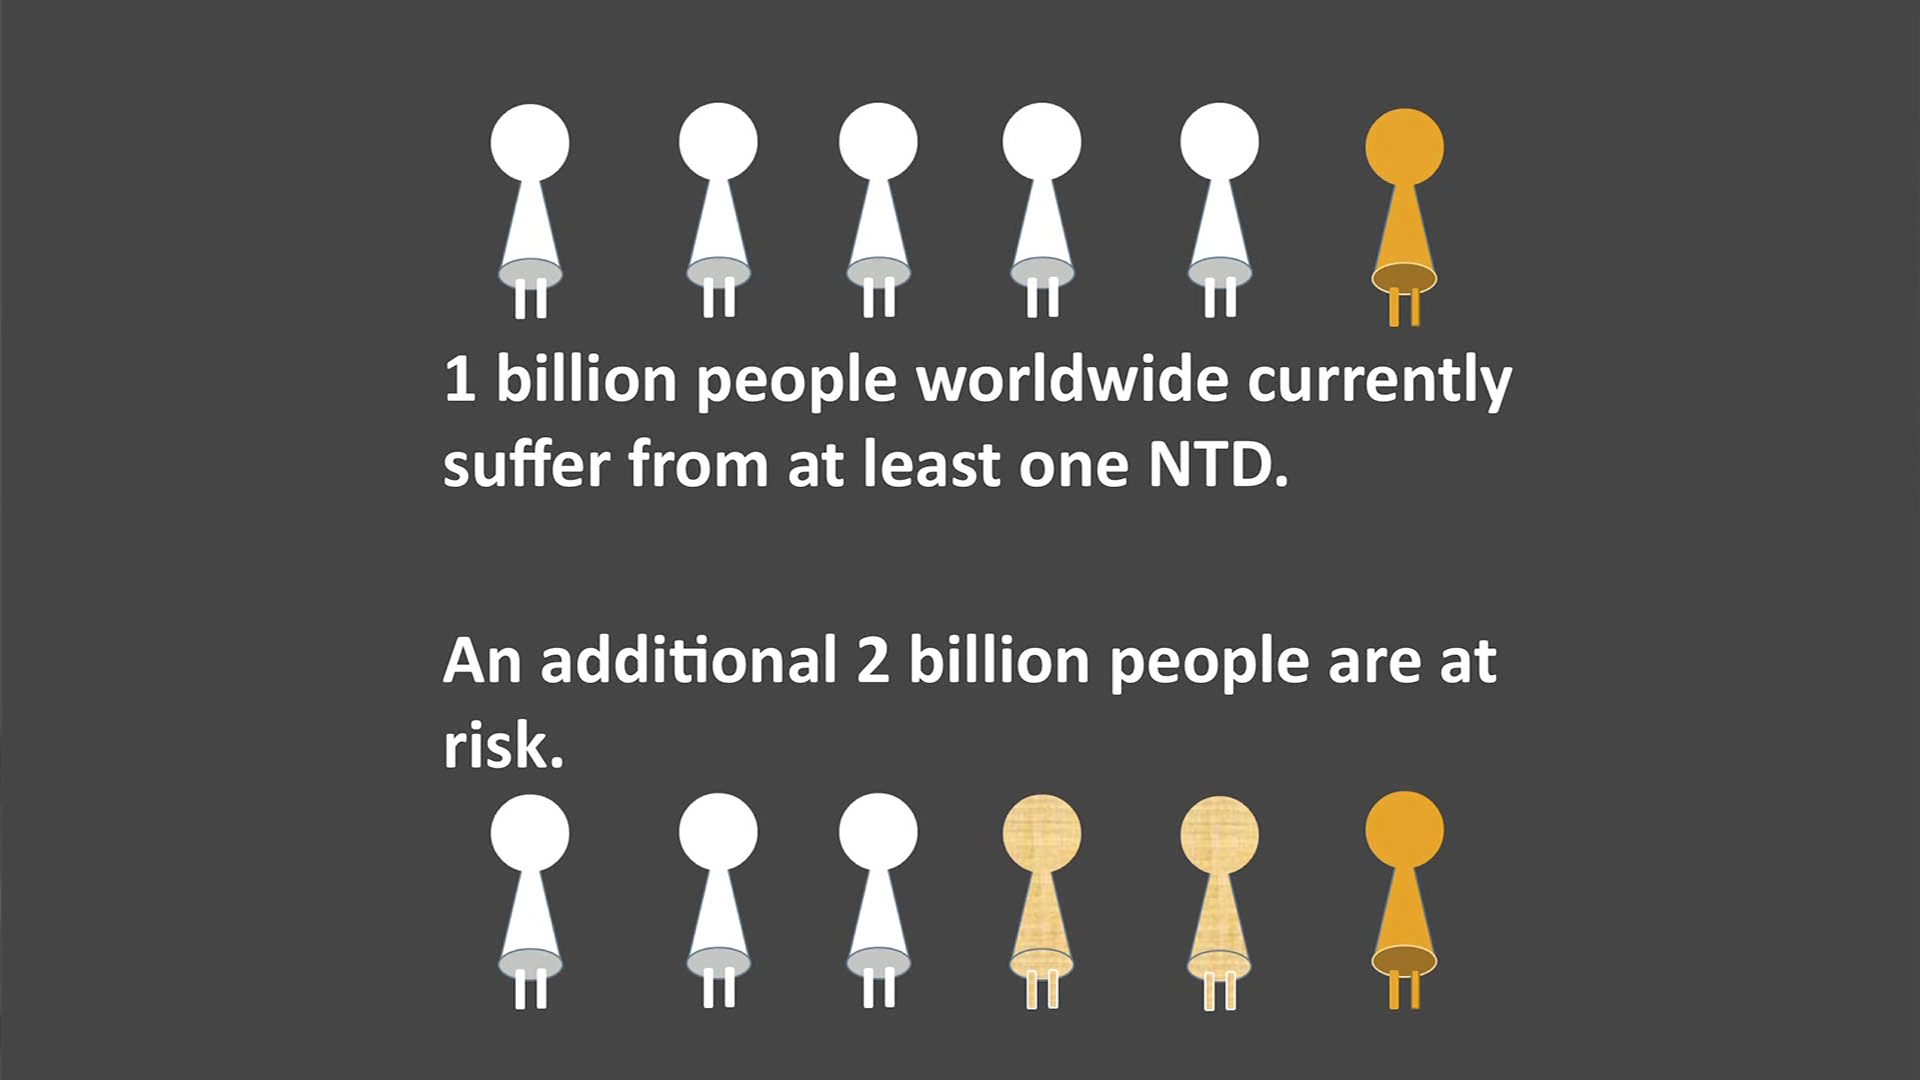 1 billion people worldwide currently
suffer from at least one NTD.
An additional 2 billion people are at
risk.